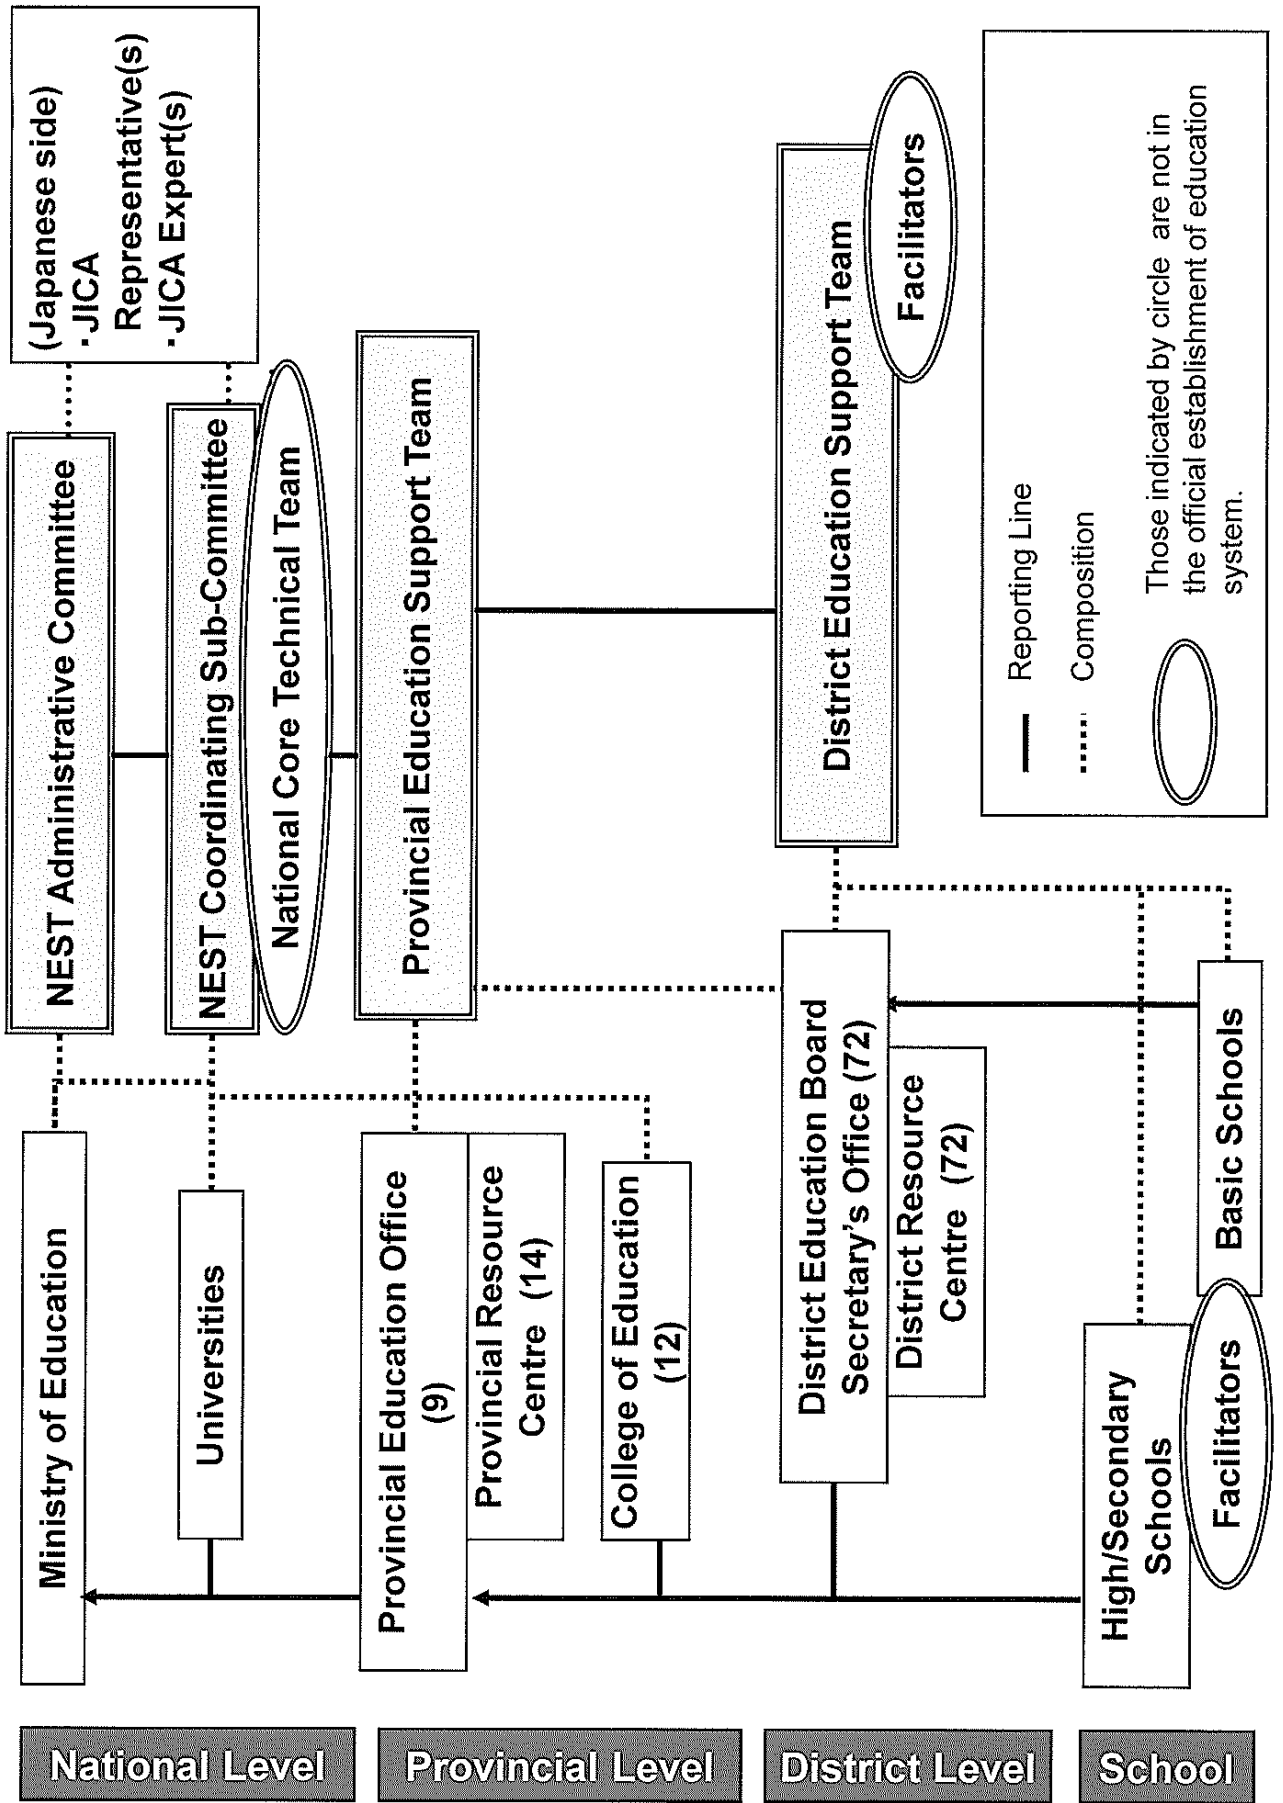 National Level
Provincial Level
District Level
School
Ministry of Education
Universities
Provincial Education Office
(9)
Provincial Resource
Centre (14)
College of Education
(12)
District Education Board
Secretary's Office (72)
District Resource
Centre (72)
High/Secondary
Schools
Facilitators
Basic Schools
NEST Administrative Committee
NEST Coordinating Sub-Committee
National Core Technical Team
Provincial Education Support Team
District Education Support Team
Facilitators
(Japanese side)
・JICA
Representative(s)
・JICA Expert(s)
Reporting Line
Composition
Those indicated by circle are not in
the official establishment of education
system.